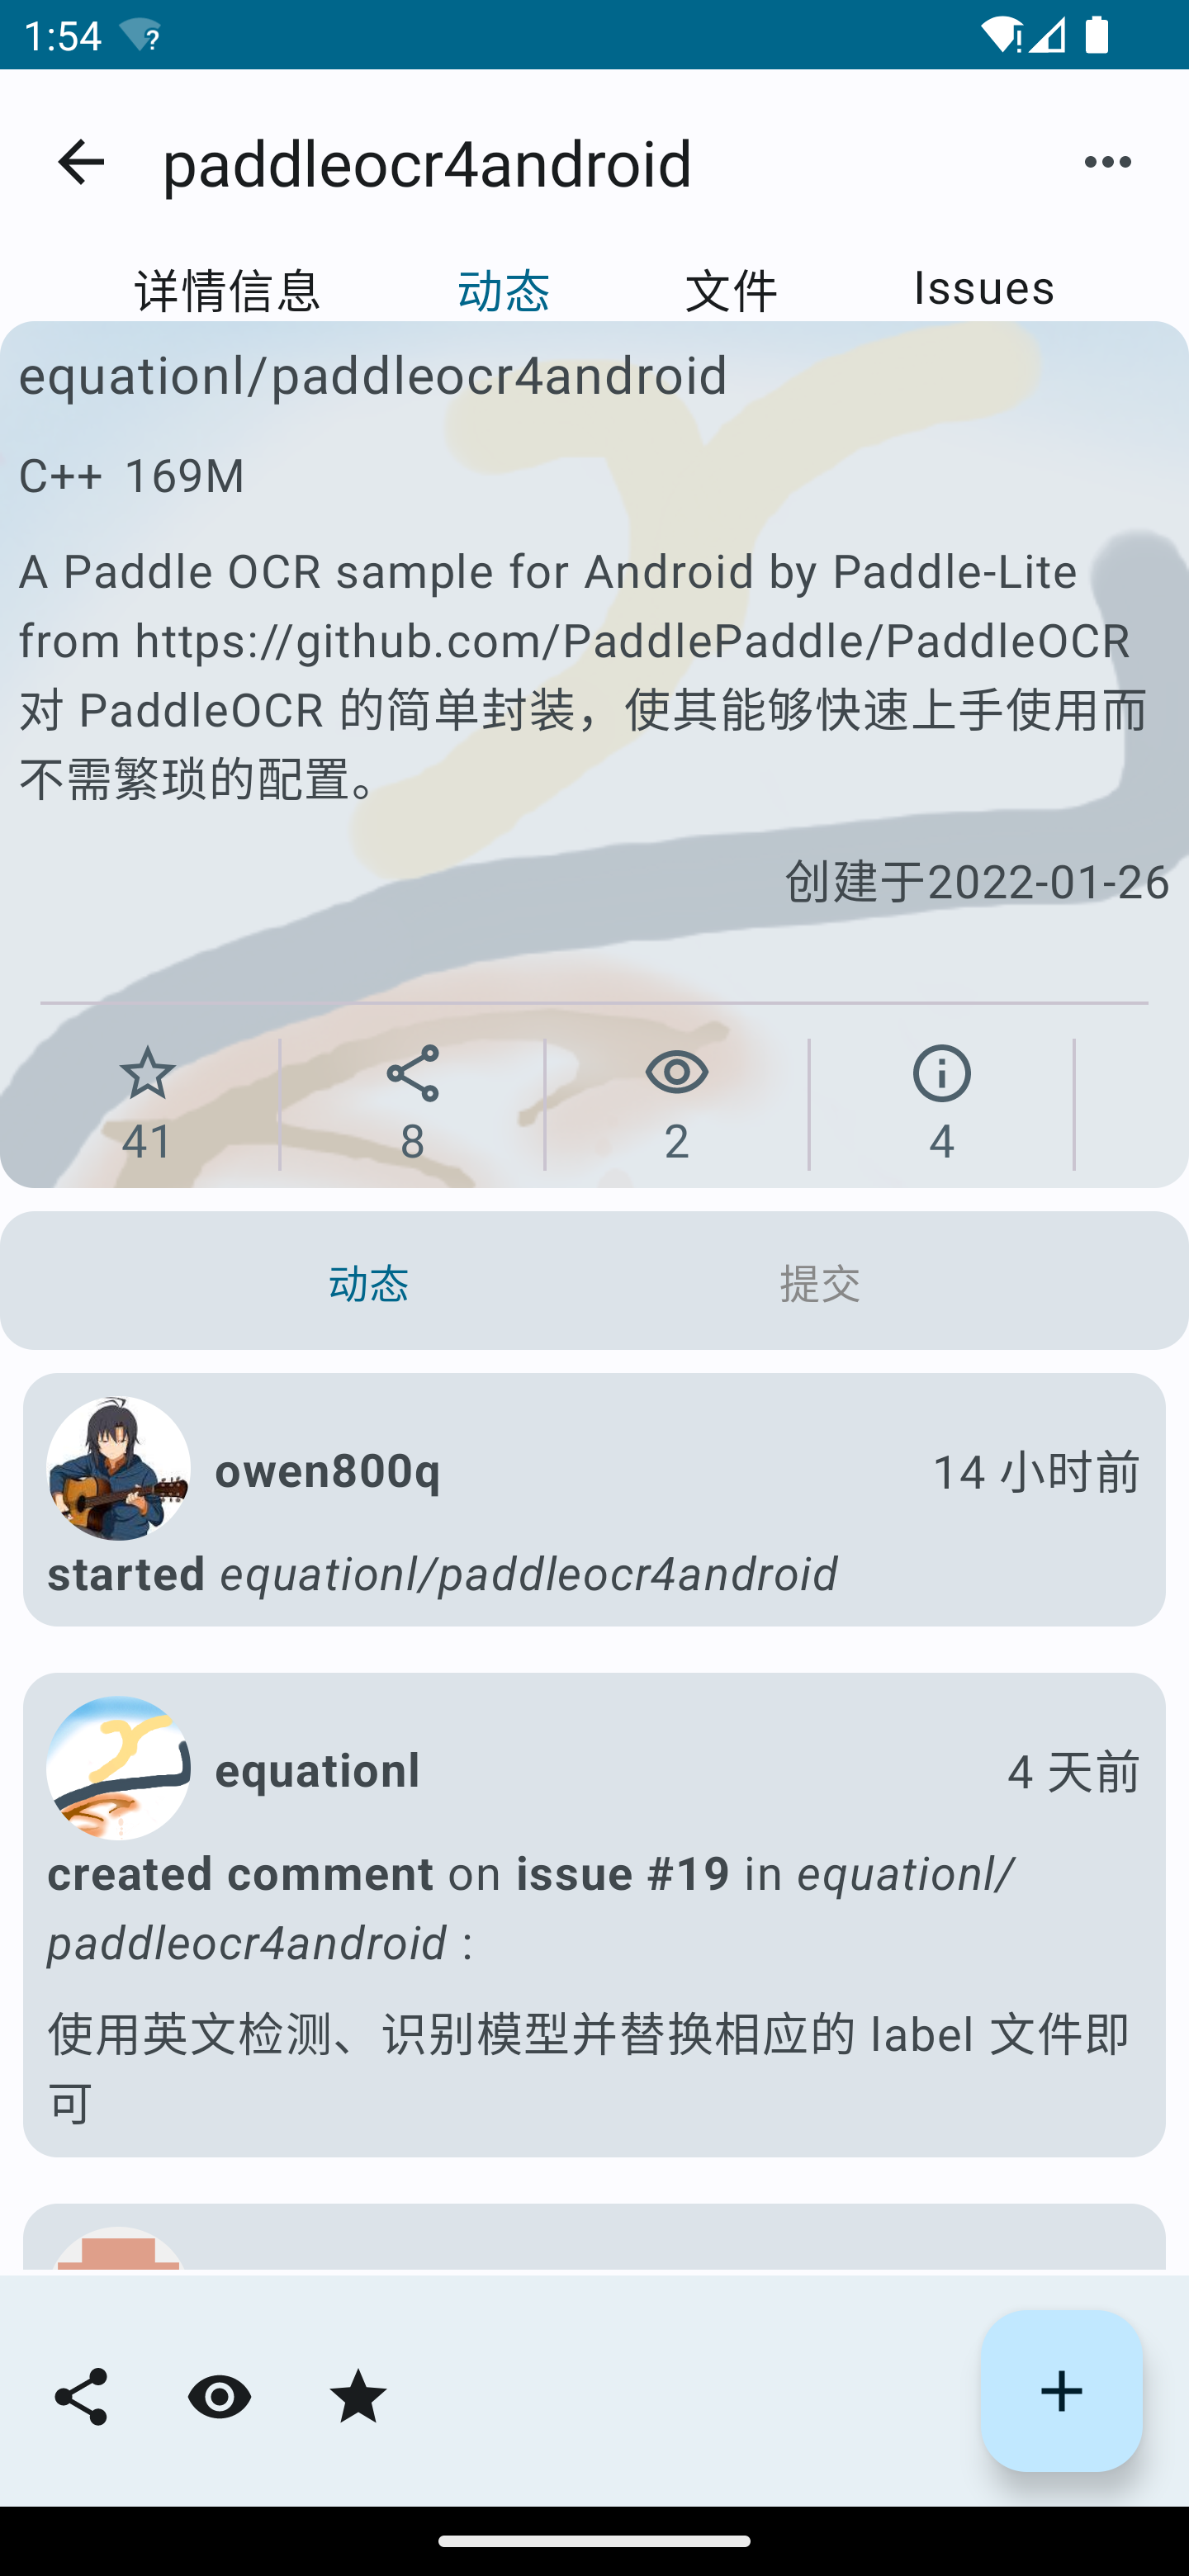 1:54
paddleocr4android
详情信息 动态 文件 Issues
equationl/paddleocr4android
C++ 169M
A Paddle OCR sample for Android by Paddle-Lite
from https://github.com/PaddlePaddle/PaddleOCR
对 PaddleOCR 的简单封装，使其能够快速上手使用而
不需繁琐的配置。
创建于2022-01-26
41 8 2 4
动态 提交
owen800q 14 小时前
started equationl/paddleocr4android
equationl 4 天前
created comment on issue #19 in equationl/
paddleocr4android :
使用英文检测、识别模型并替换相应的 label 文件即
可